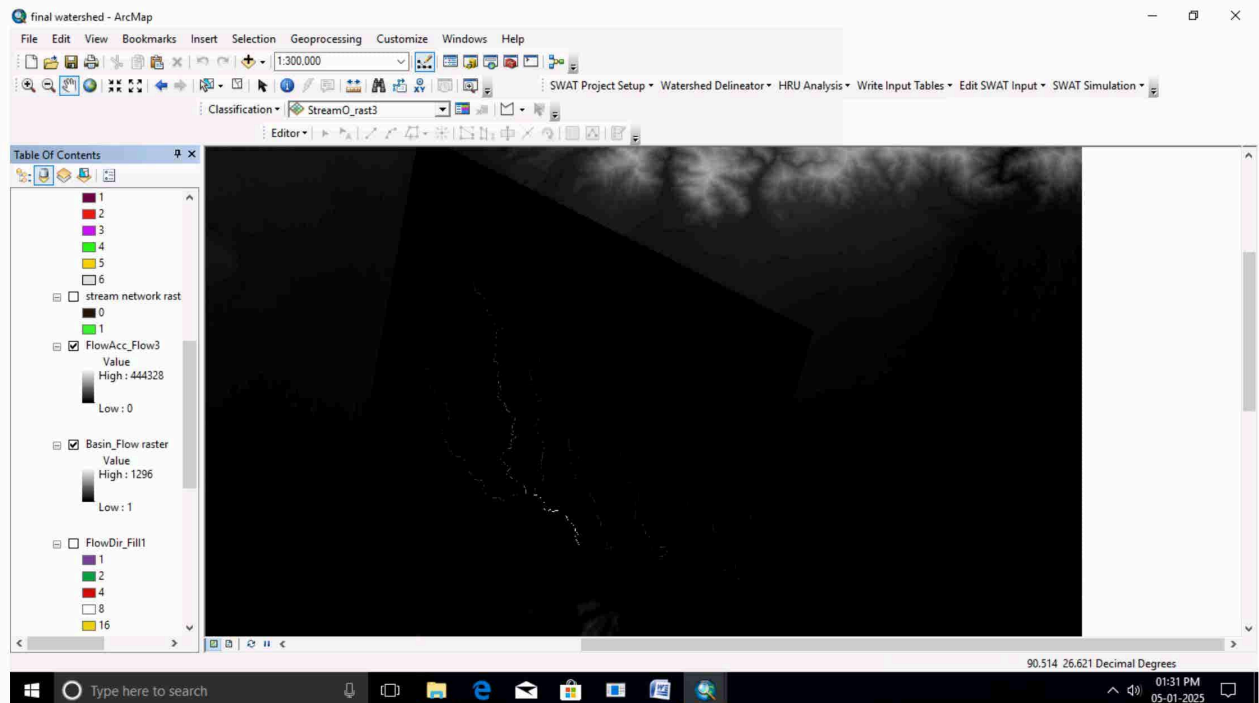 final watershed - ArcMap
File Edit View Bookmarks Insert Selection Geoprocessing Customize Windows Help
1:300,000
SWAT Project Setup Watershed Delineator HRU Analysis Write Input Tables Edit SWAT Input SWAT Simulation
Classification StreamO_rast3
Editor
Table Of Contents
1
2
3
4
5
6
stream network rast
0
1
FlowAcc_Flow3
Value
High : 444328
Low : 0
Basin_Flow raster
Value
High : 1296
Low : 1
FlowDir_Fill1
1
2
4
8
16
90.514 26.621 Decimal Degrees
Type here to search
01:31 PM
05-01-2025